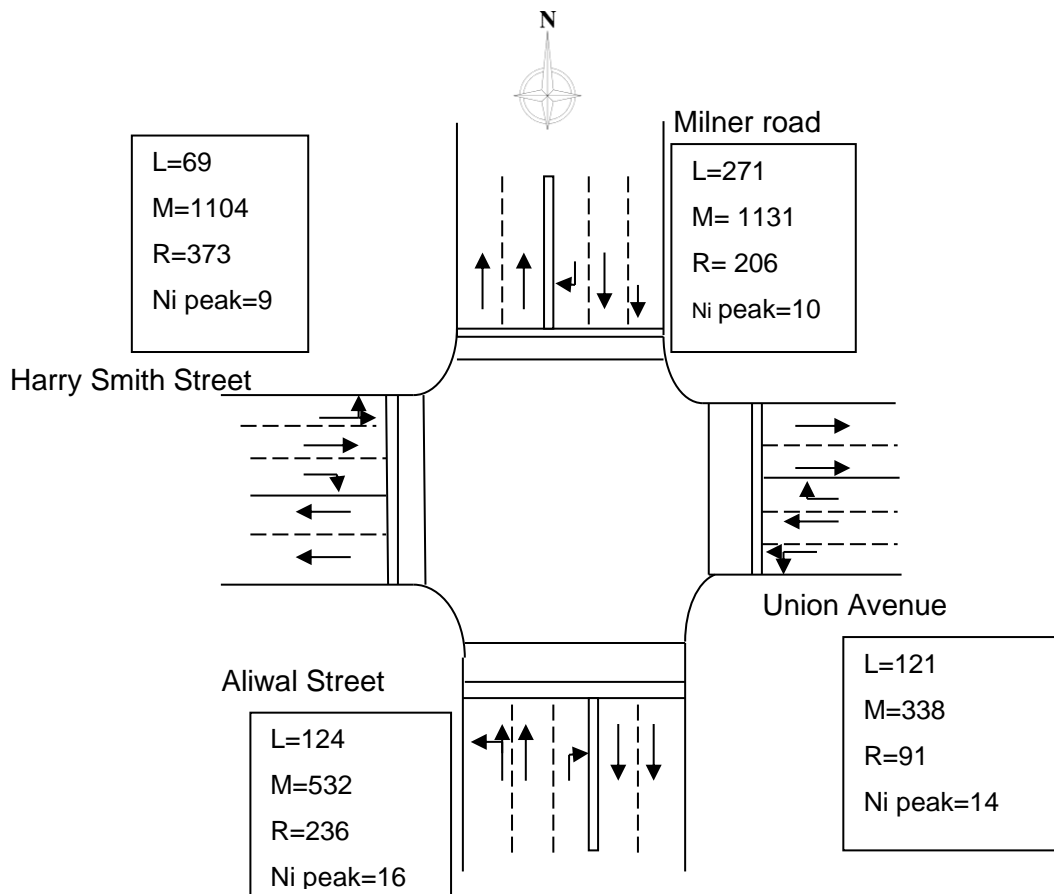 N
Milner road
L=69
M=1104
R=373
Ni peak=9
L=271
M= 1131
R= 206
Ni peak=10
Harry Smith Street
Union Avenue
Aliwal Street
L=124
M=532
R=236
Ni peak=16
L=121
M=338
R=91
Ni peak=14